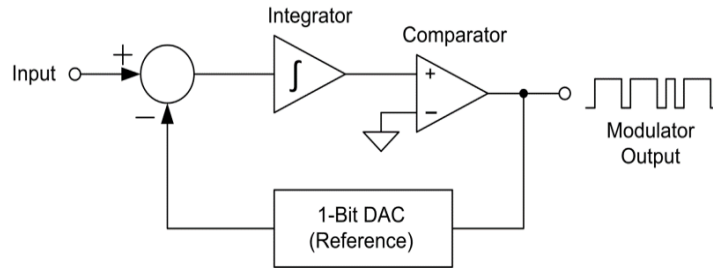 Integrator
Comparator
Input
+
−
∫
+
−
Modulator
Output
1-Bit DAC
(Reference)